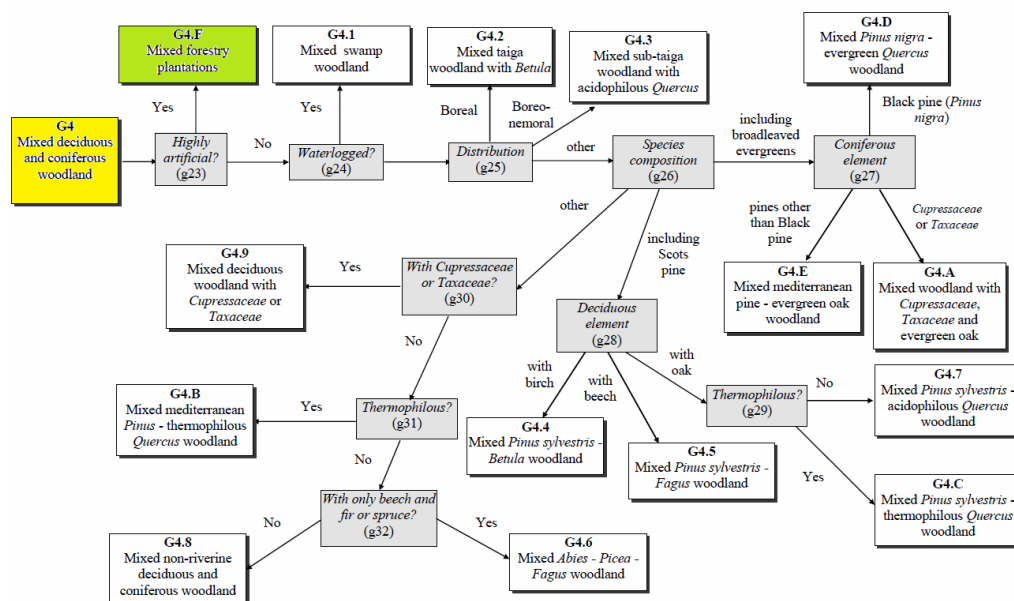 G4.F
Mixed forestry
plantations
G4.1
Mixed swamp
woodland
G4.2
Mixed taiga
woodland with Betula
G4.3
Mixed sub-taiga
woodland with
acidophilous Quercus
G4.D
Mixed Pinus nigra -
evergreen Quercus
woodland
Yes
Yes
Boreal
Boreo-
nemoral
Black pine (Pinus
nigra)
G4
Mixed deciduous
and coniferous
woodland
Highly
artificial?
(g23)
No
Waterlogged?
(g24)
Distribution
(g25)
other
Species
composition
(g26)
including
broadleaved
evergreens
Coniferous
element
(g27)
other
including
Scots
pine
pines other
than Black
pine
Cupressaceae
or Taxaceae
G4.9
Mixed deciduous
woodland with
Cupressaceae or
Taxaceae
Yes
With Cupressaceae
or Taxaceae?
(g30)
G4.E
Mixed mediterranean
pine - evergreen oak
woodland
G4.A
Mixed woodland with
Cupressaceae,
Taxaceae and
evergreen oak
Deciduous
element
(g28)
No
with
birch
with
beech
with
oak
G4.B
Mixed mediterranean
Pinus - thermophilous
Quercus woodland
Yes
Thermophilous?
(g31)
Thermophilous?
(g29)
No
G4.7
Mixed Pinus sylvestris -
acidophilous Quercus
woodland
G4.4
Mixed Pinus sylvestris -
Betula woodland
G4.5
Mixed Pinus sylvestris -
Fagus woodland
No
Yes
G4.C
Mixed Pinus sylvestris -
thermophilous Quercus
woodland
With only beech and
fir or spruce?
(g32)
No
Yes
G4.8
Mixed non-riverine
deciduous and
coniferous woodland
G4.6
Mixed Abies - Picea -
Fagus woodland